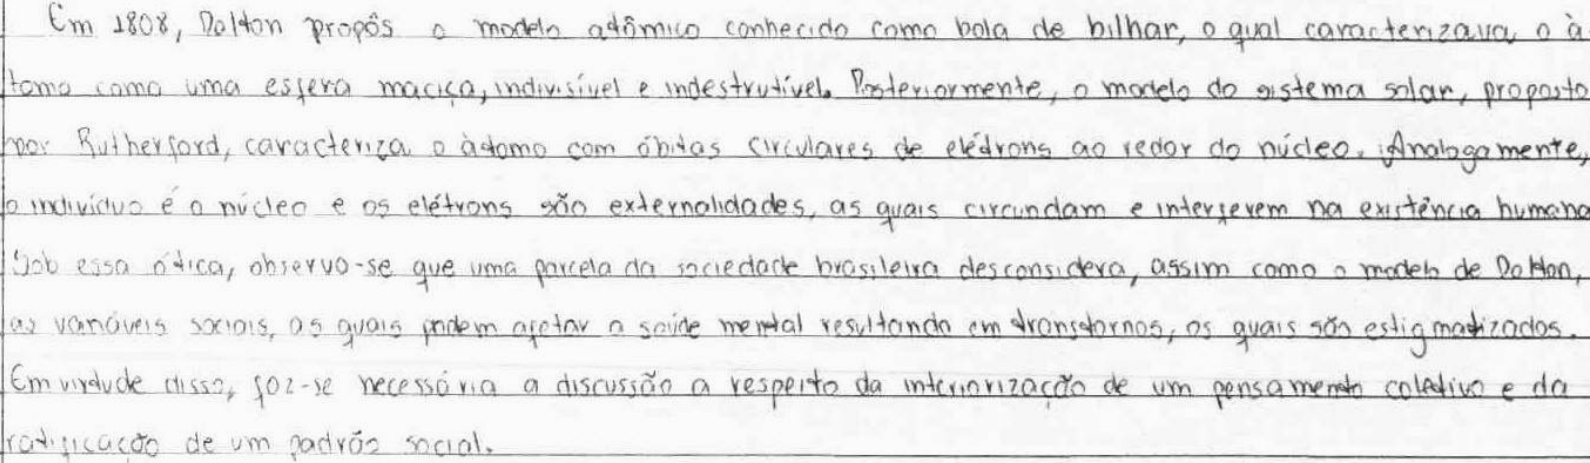 Em 1808, Dalton propôs o modelo atômico conhecido como bola de bilhar, o qual caracterizava o à-
tomo como uma esfera maciça, indivisível e indestrutível. Posteriormente, o modelo do sistema solar, proposto
por Rutherford, caracteriza o àtomo com óbitas circulares de elétrons ao redor do núcleo. Analogamente,
o indivíduo é o núcleo e os elétrons são externalidades, as quais circundam e interferem na existência humana
Sob essa ótica, observa-se que uma parcela da sociedade brasileira desconsidera, assim como o modelo de Dalton,
as variáveis sociais, as quais podem afetar a saúde mental resultando em transtornos, os quais são estigmatizados.
Em virtude disso, faz-se necessária a discussão a respeito da interiorização de um pensamento coletivo e da
ratificação de um padrão social.